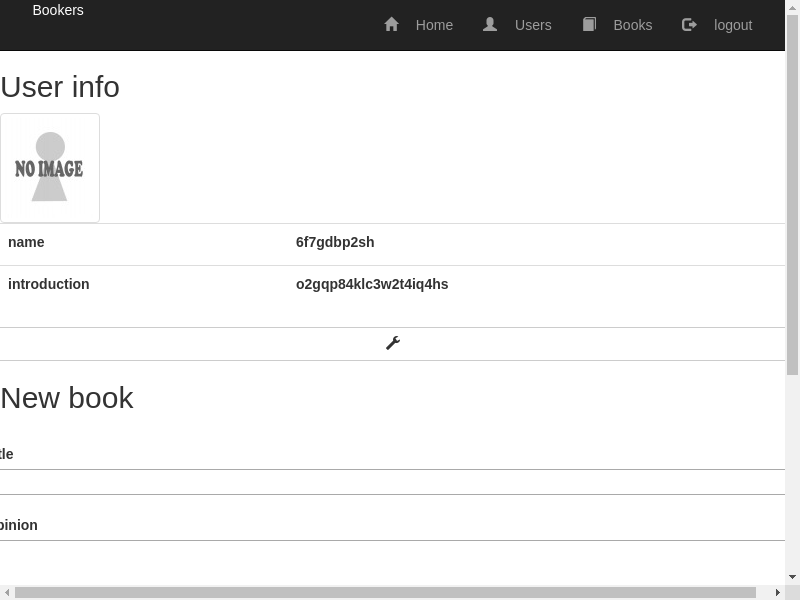 Bookers
Home Users Books logout
User info
NO IMAGE
name 6f7gdbp2sh
introduction o2gqp84klc3w2t4iq4hs
New book
tle
pinion